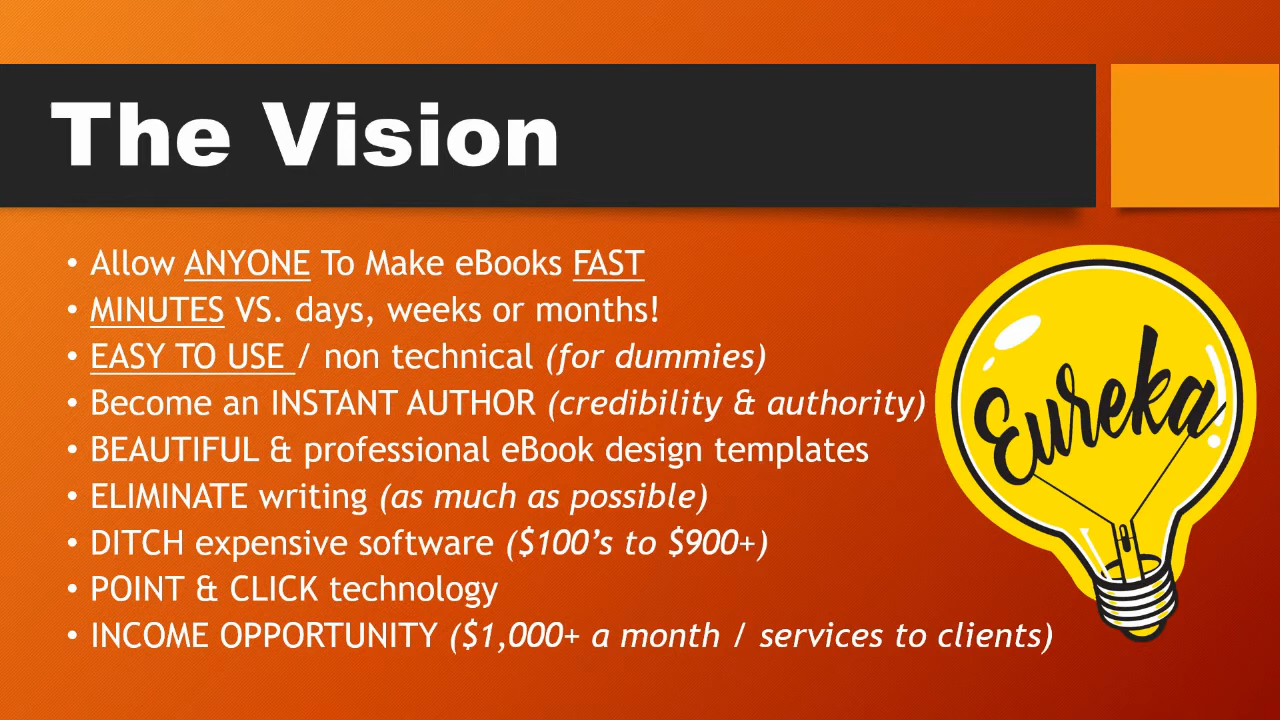 The Vision
• Allow ANYONE To Make eBooks FAST
• MINUTES VS. days, weeks or months!
• EASY TO USE / non technical (for dummies)
• Become an INSTANT AUTHOR (credibility & authority)
• BEAUTIFUL & professional eBook design templates
• ELIMINATE writing (as much as possible)
• DITCH expensive software ($100’s to $900+)
• POINT & CLICK technology
• INCOME OPPORTUNITY ($1,000+ a month / services to clients)
Eureka